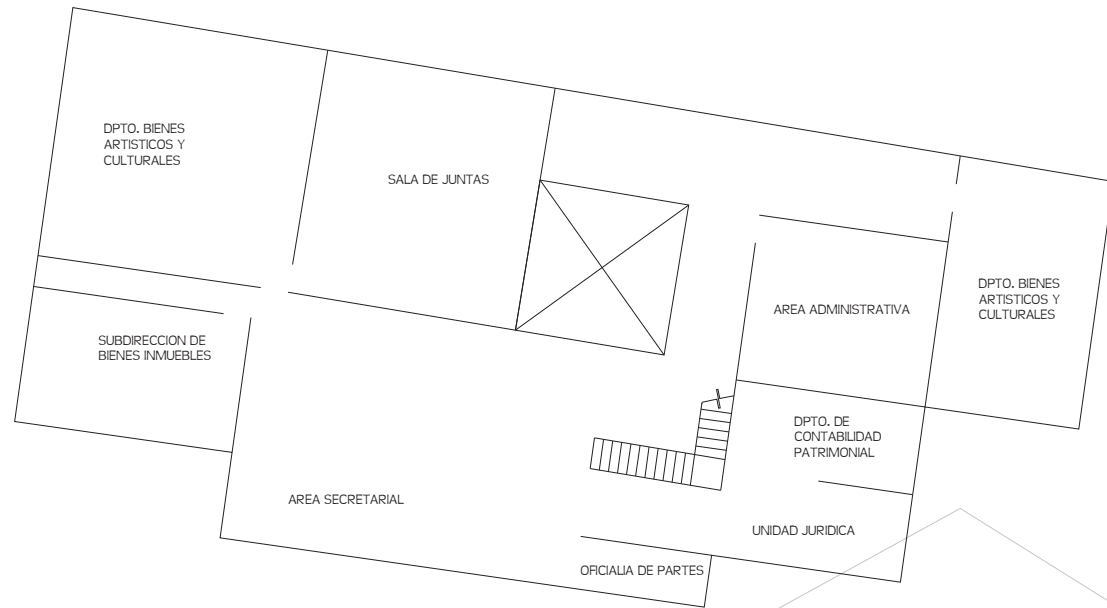 DPTO. BIENES
ARTISTICOS Y
CULTURALES
SALA DE JUNTAS
AREA ADMINISTRATIVA
DPTO. BIENES
ARTISTICOS Y
CULTURALES
SUBDIRECCION DE
BIENES INMUEBLES
DPTO. DE
CONTABILIDAD
PATRIMONIAL
AREA SECRETARIAL
UNIDAD JURIDICA
OFICIALIA DE PARTES